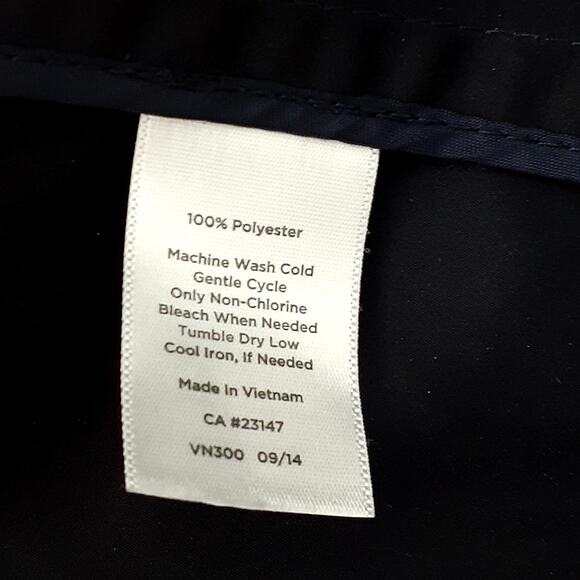 100% Polyester
Machine Wash Cold
Gentle Cycle
Only Non-Chlorine
Bleach When Needed
Tumble Dry Low
Cool Iron, If Needed
Made In Vietnam
CA #23147
VN300 09/14